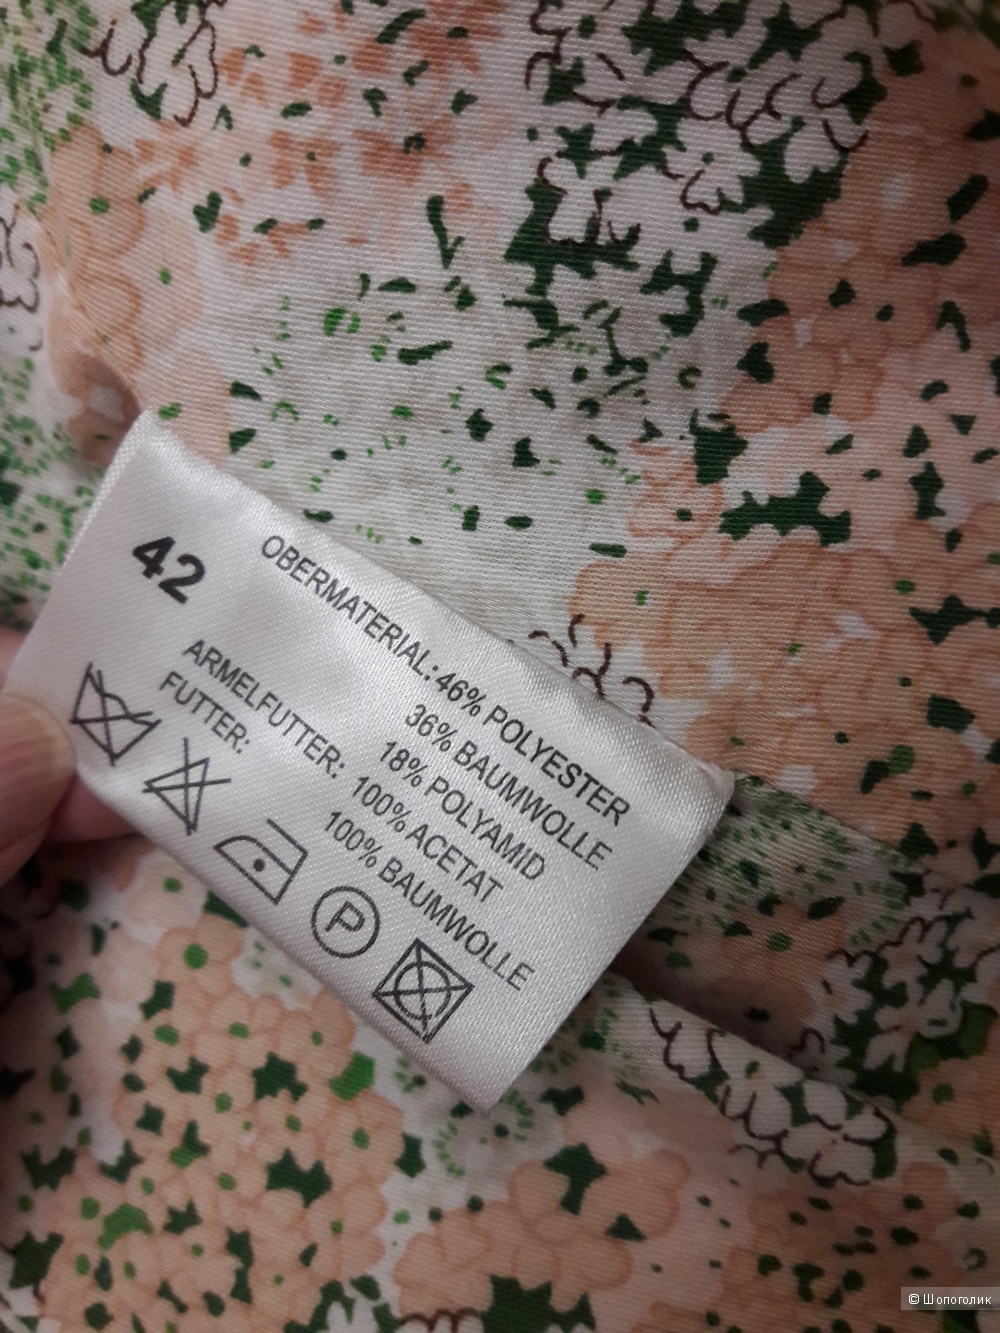 42
OBERMATERIAL: 46% POLYESTER
36% BAUMWOLLE
18% POLYAMID
ARMELFUTTER: 100% ACETAT
FUTTER: 100% BAUMWOLLE
P
© Шопоголик